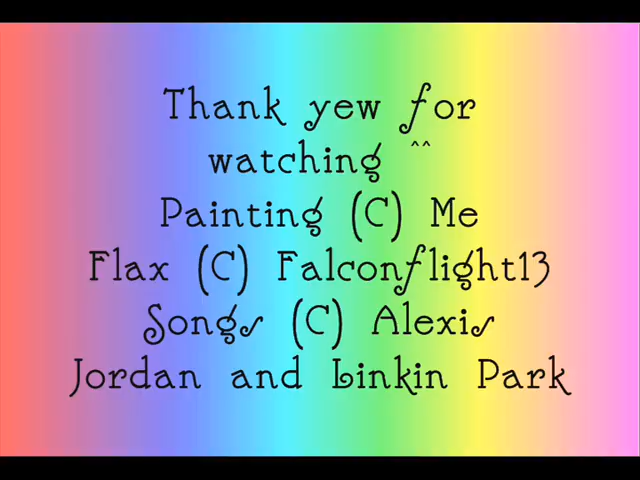 Thank yew for
watching ^^
Painting (C) Me
Flax (C) Falconflight13
Songs (C) Alexis
Jordan and Linkin Park